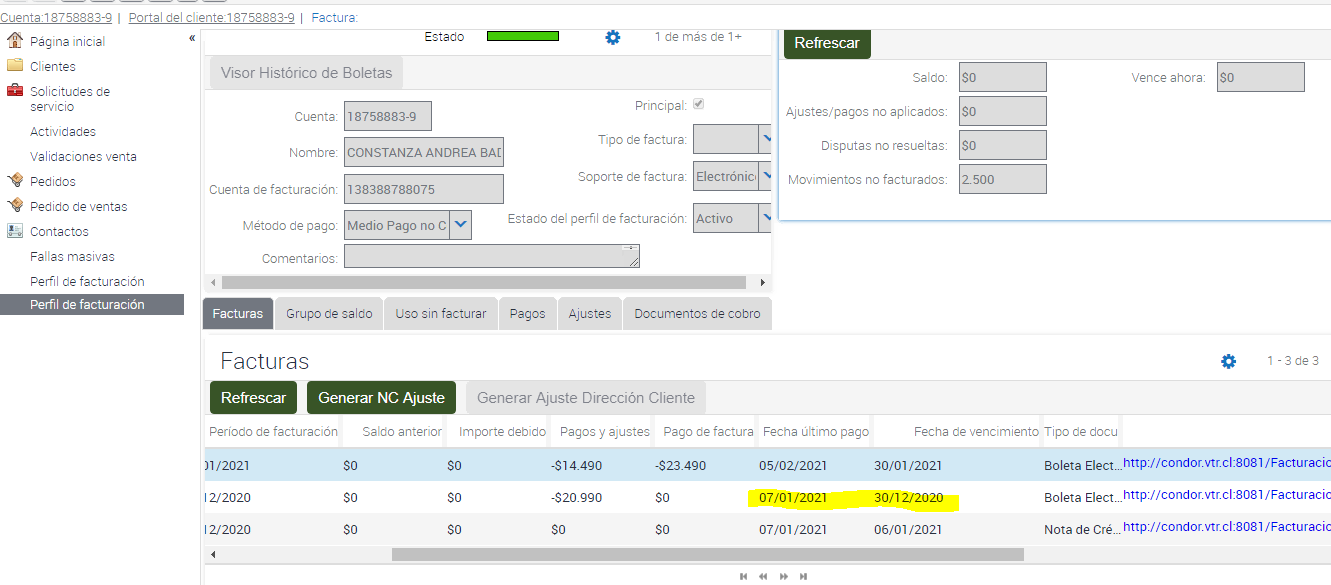 Cuenta:18758883-9 | Portal del cliente:18758883-9 | Factura:
Página inicial
«
Clientes
Solicitudes de
servicio
Actividades
Validaciones venta
Pedidos
Pedido de ventas
Contactos
Fallas masivas
Perfil de facturación
Perfil de facturación
Estado
1 de más de 1+
Visor Histórico de Boletas
Cuenta: 18758883-9
Principal:
Nombre: CONSTANZA ANDREA BAD
Tipo de factura:
Cuenta de facturación: 138388788075
Soporte de factura: Electrónic
Método de pago: Medio Pago no C
Estado del perfil de facturación: Activo
Comentarios:
Refrescar
Saldo: $0
Vence ahora: $0
Ajustes/pagos no aplicados: $0
Disputas no resueltas: $0
Movimientos no facturados: 2.500
Facturas Grupo de saldo Uso sin facturar Pagos Ajustes Documentos de cobro
Facturas
1 - 3 de 3
Refrescar Generar NC Ajuste Generar Ajuste Dirección Cliente
Período de facturación Saldo anterior Importe debido Pagos y ajustes Pago de factura Fecha último pago Fecha de vencimiento Tipo de docu
01/2021 $0 $0 -$14.490 -$23.490 05/02/2021 30/01/2021 Boleta Elect... http://condor.vtr.cl:8081/Facturacio
12/2020 $0 $0 -$20.990 $0 07/01/2021 30/12/2020 Boleta Elect... http://condor.vtr.cl:8081/Facturacio
12/2020 $0 $0 $0 $0 07/01/2021 06/01/2021 Nota de Cré... http://condor.vtr.cl:8081/Facturacio